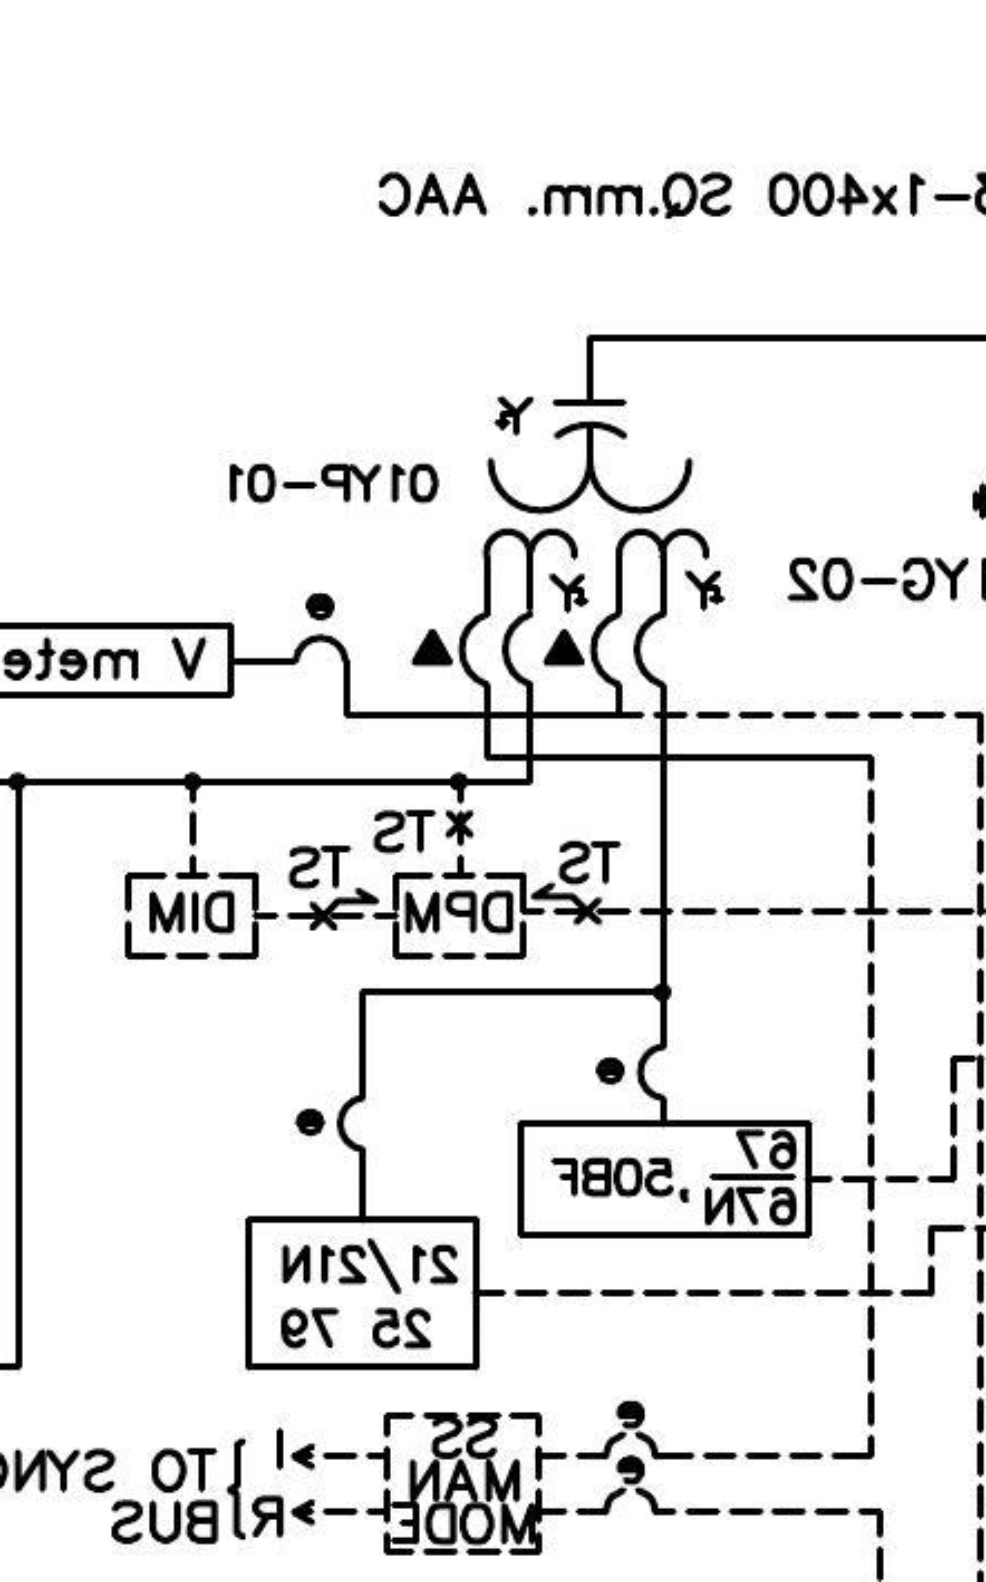 3-1x400 SQ.mm. AAC
Y
01YP-01
Y
Y
1YG-02
V mete
TS
TS
TS
DIM
DPM
67
67N
,50BF
21/21N
25 79
SS
MAN
MODE
I } TO SYNC
R BUS
e
e